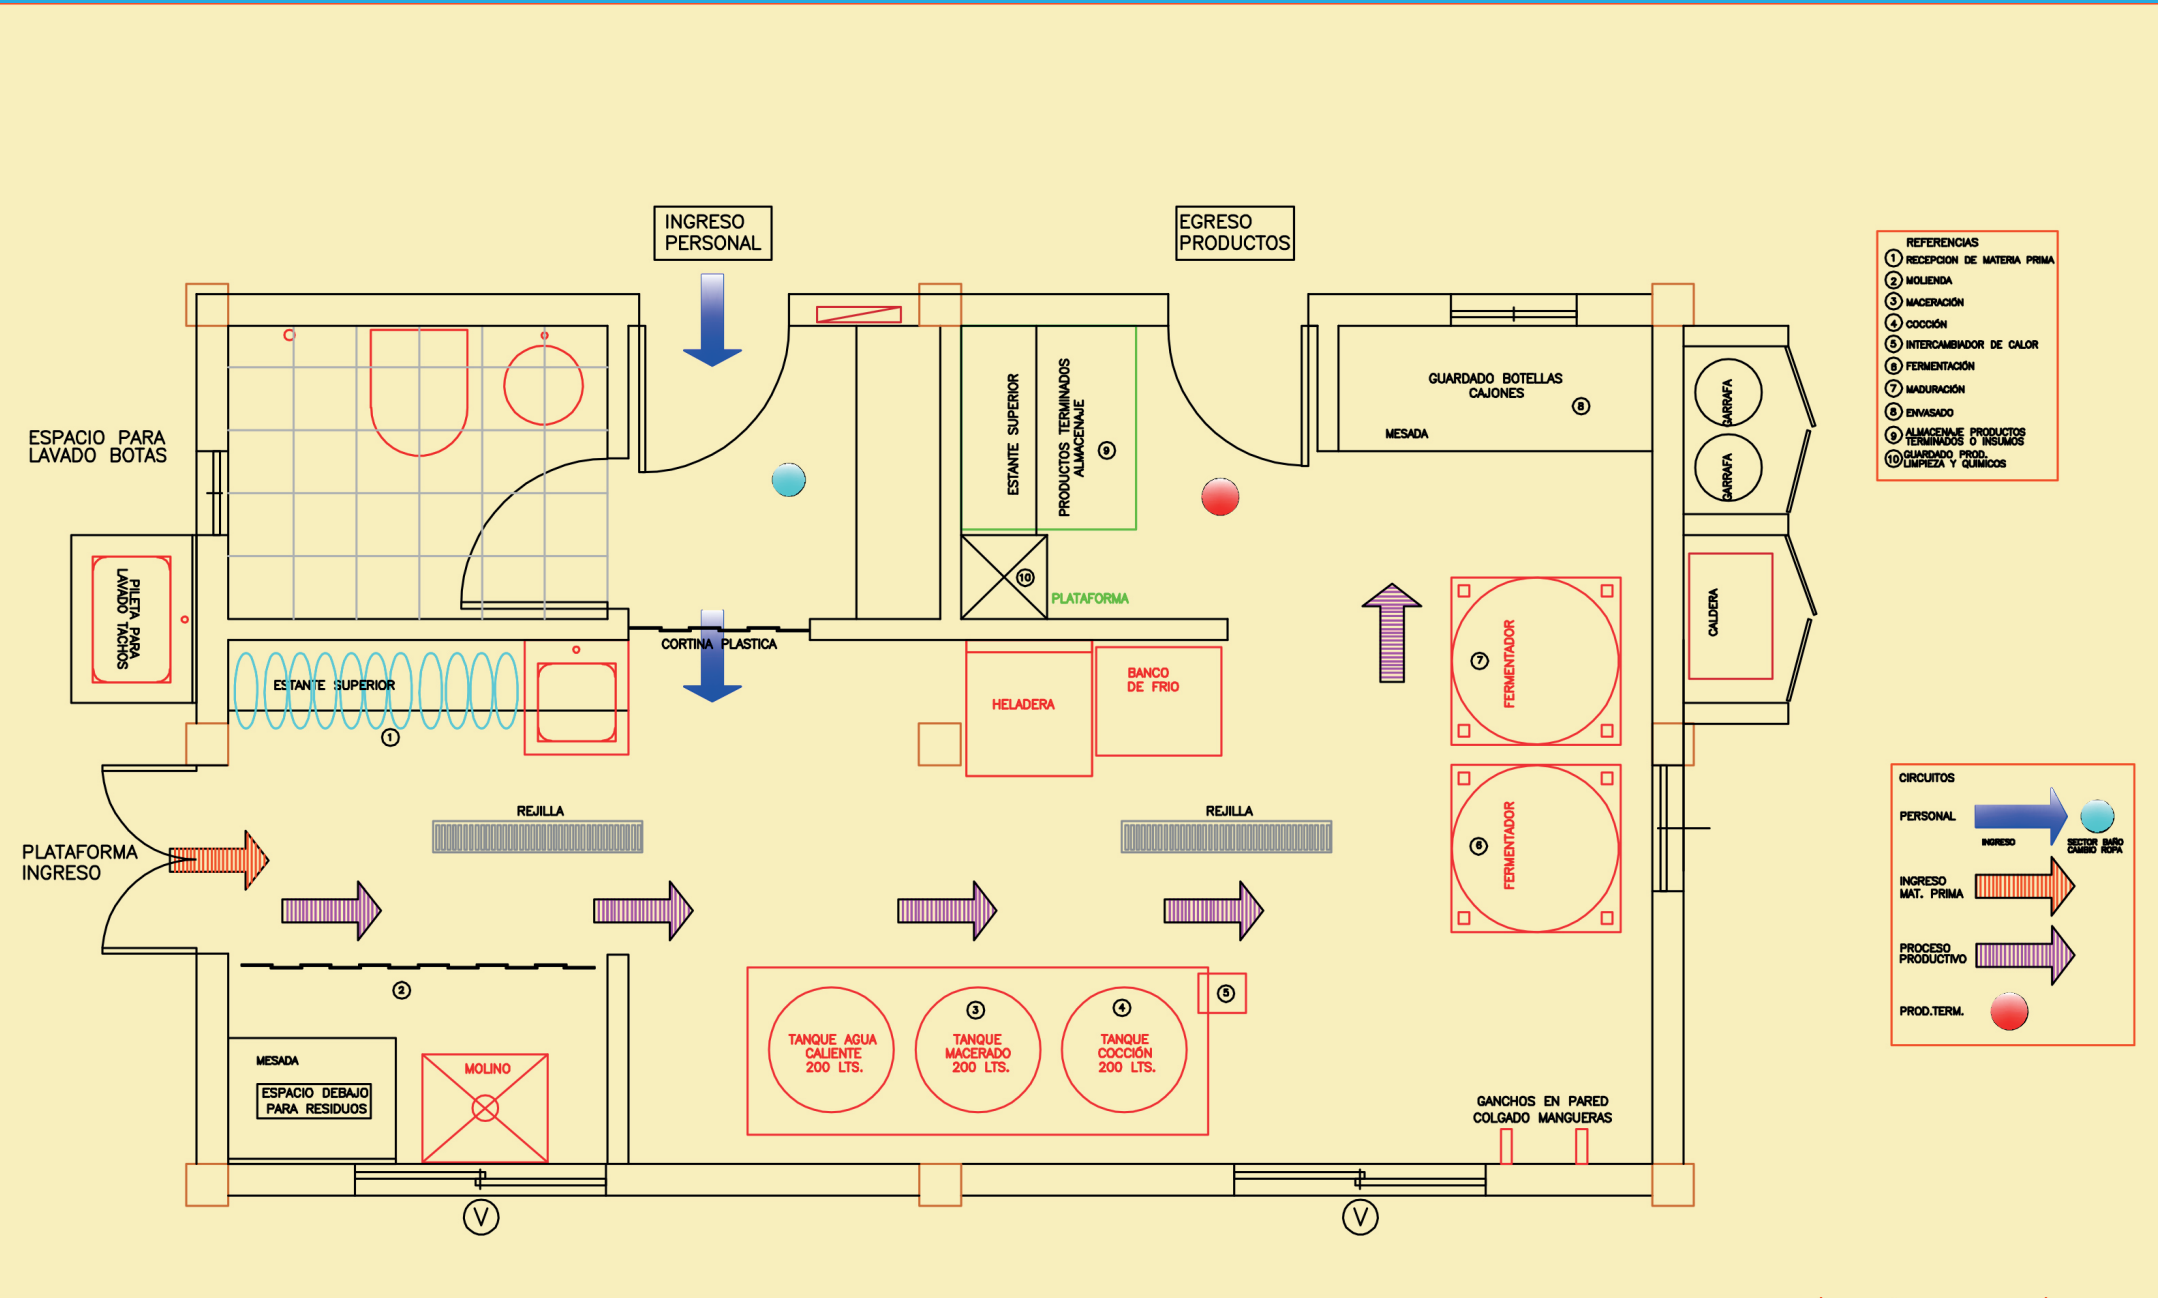 INGRESO
PERSONAL
EGRESO
PRODUCTOS
REFERENCIAS
1 RECEPCION DE MATERIA PRIMA
2 MOLIENDA
3 MACERACIÓN
4 COCCIÓN
5 INTERCAMBIADOR DE CALOR
6 FERMENTACIÓN
7 MADURACIÓN
8 ENVASADO
9 ALMACENAJE PRODUCTOS
TERMINADOS O INSUMOS
10 GUARDADO PROD.
LIMPIEZA Y QUIMICOS
ESPACIO PARA
LAVADO BOTAS
ESTANTE SUPERIOR
PRODUCTOS TERMINADOS
ALMACENAJE
9
GUARDADO BOTELLAS
CAJONES
8
MESADA
GARRAFA
GARRAFA
PILETA PARA
LAVADO TACHOS
10
PLATAFORMA
CALDERA
CORTINA PLASTICA
ESTANTE SUPERIOR
1
HELADERA
BANCO
DE FRIO
7
FERMENTADOR
REJILLA
REJILLA
6
FERMENTADOR
PLATAFORMA
INGRESO
CIRCUITOS
PERSONAL
INGRESO
SECTOR BAÑO
CAMBIO ROPA
INGRESO
MAT. PRIMA
PROCESO
PRODUCTIVO
PROD.TERM.
2
MESADA
ESPACIO DEBAJO
PARA RESIDUOS
MOLINO
TANQUE AGUA
CALIENTE
200 LTS.
3
TANQUE
MACERADO
200 LTS.
4
TANQUE
COCCIÓN
200 LTS.
5
GANCHOS EN PARED
COLGADO MANGUERAS
V
V